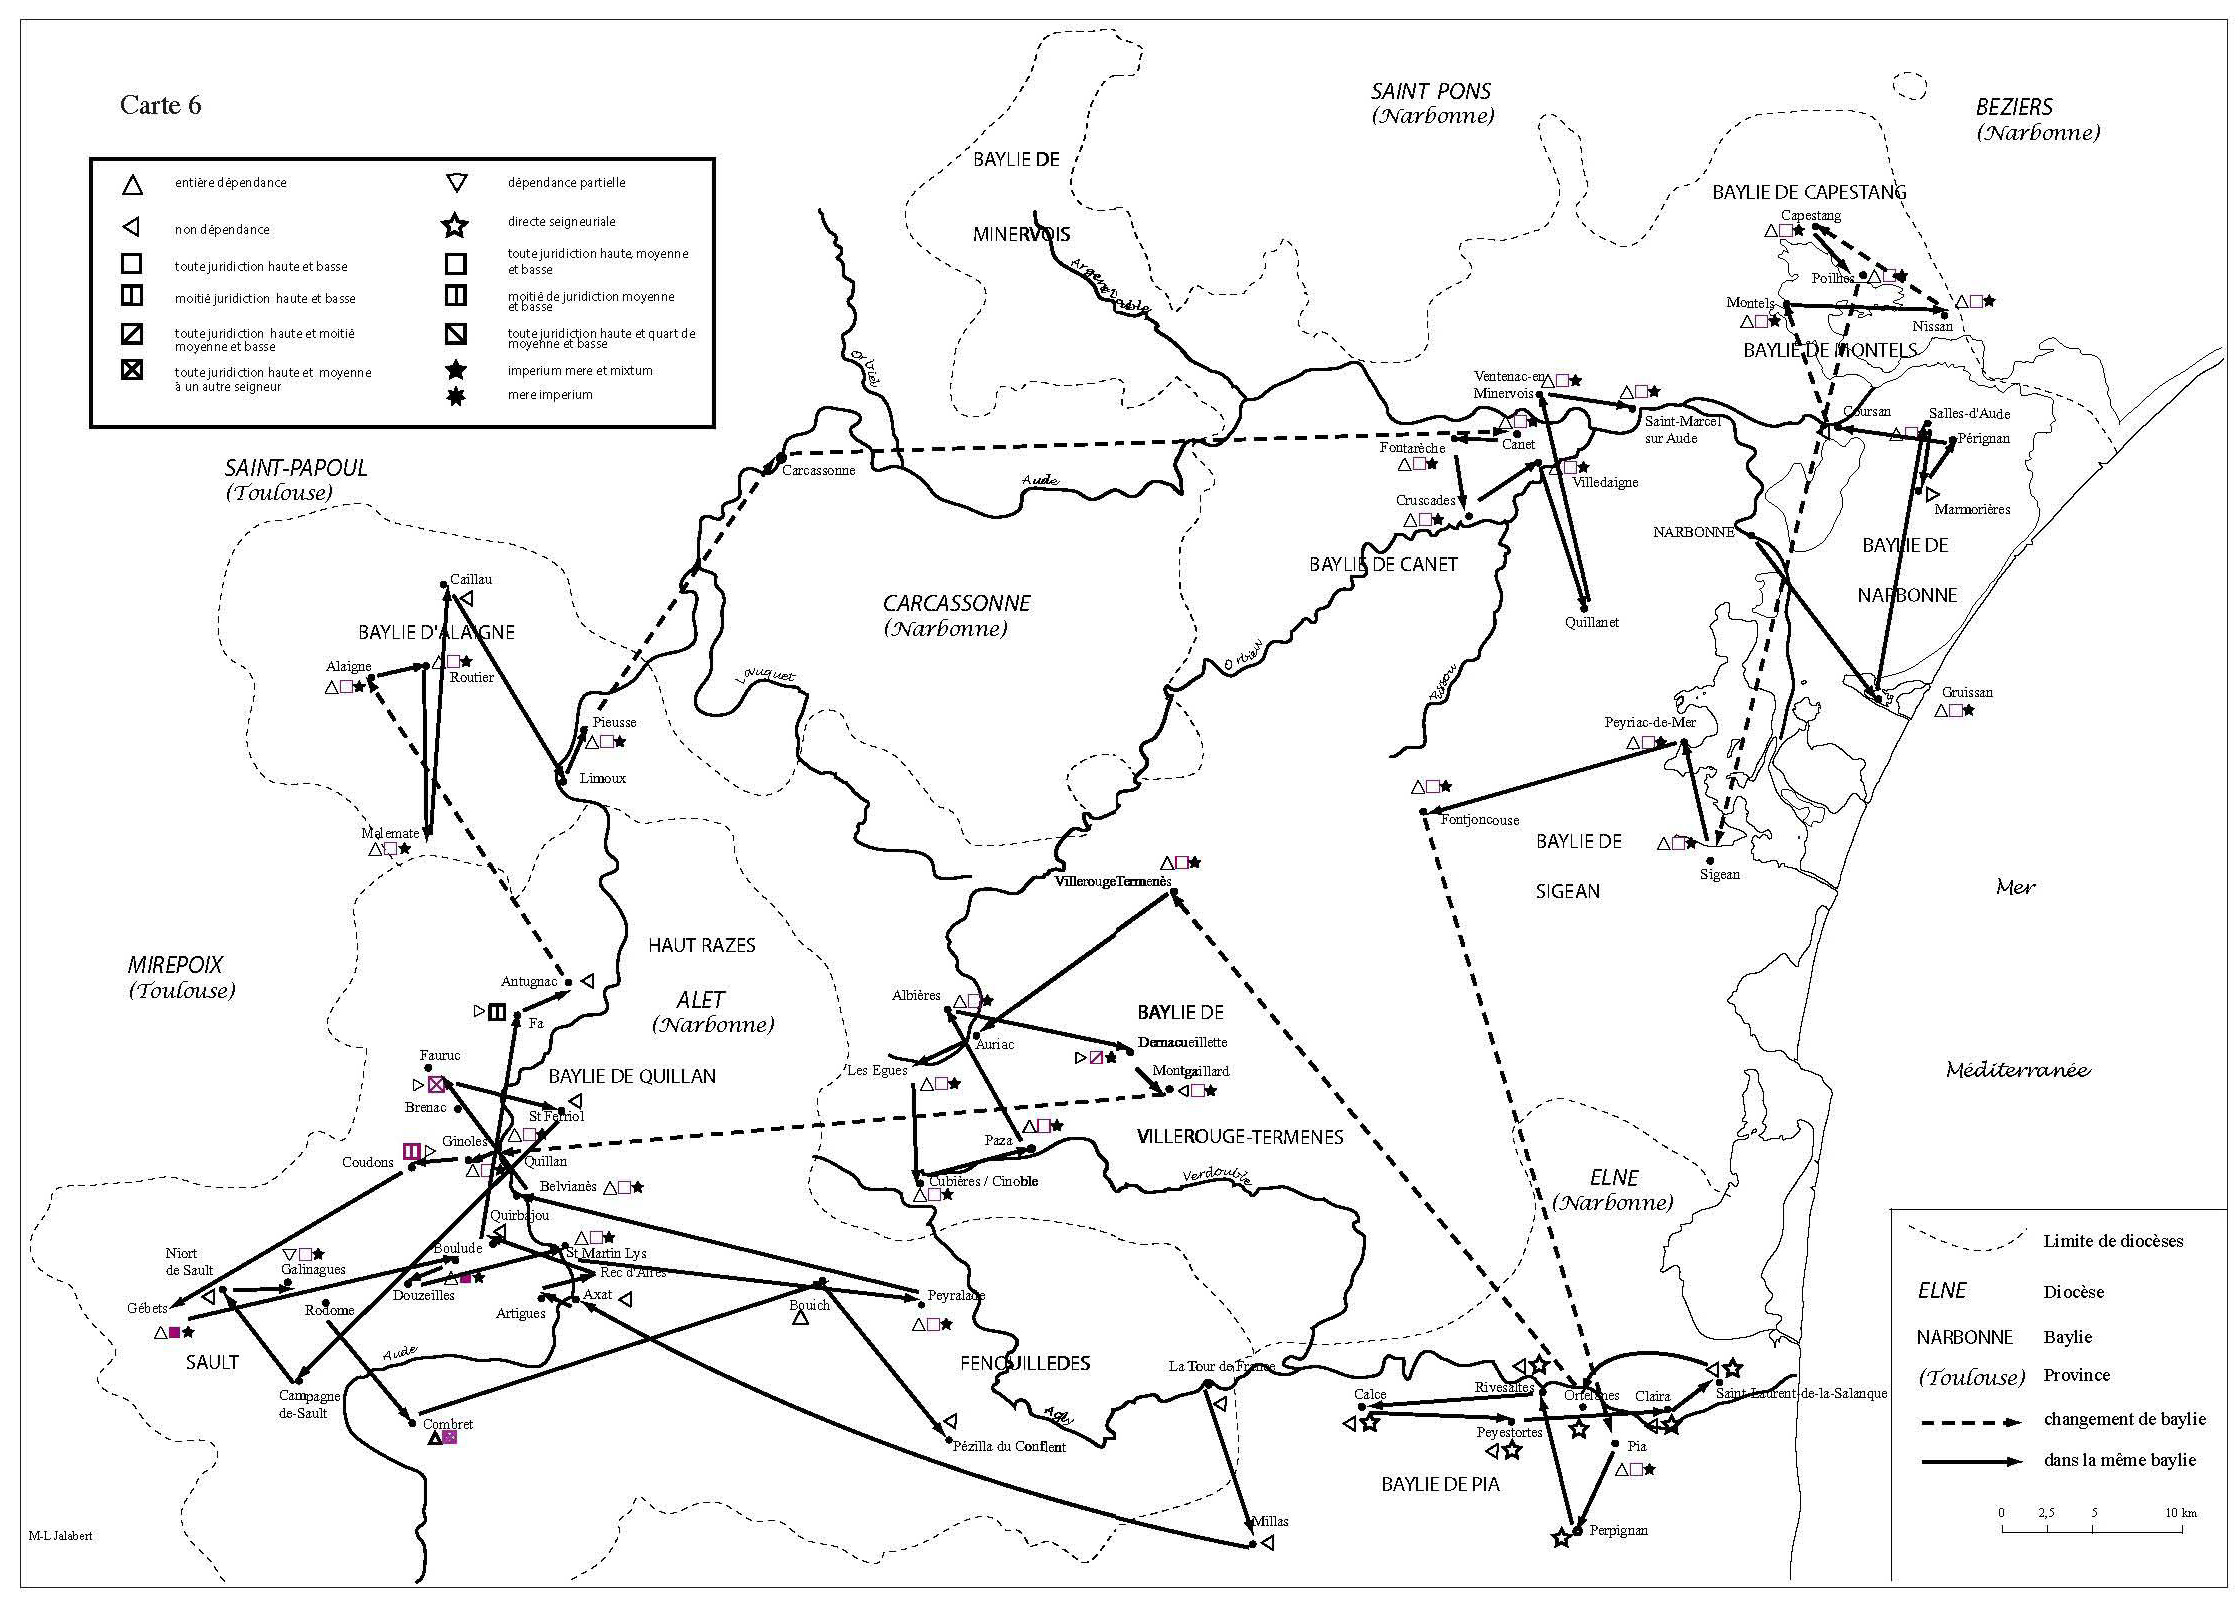 Carte 6
entière dépendance
non dépendance
toute juridiction haute et basse
moitié juridiction haute et basse
toute juridiction haute et moitié
moyenne et basse
toute juridiction haute et moyenne
à un autre seigneur
dépendance partielle
directe seigneuriale
toute juridiction haute, moyenne
et basse
moitié de juridiction moyenne
et basse
toute juridiction haute et quart de
moyenne et basse
imperium mere et mixtum
mere imperium
SAINT PONS
(Narbonne)
BEZIERS
(Narbonne)
BAYLIE DE
MINERVOIS
Argent Double
Orbiel
BAYLIE DE CAPESTANG
Capestang
Poilhes
Montels
Nissan
BAYLIE DE MONTELS
Ventenac-en
Minervois
Saint-Marcel
sur Aude
Coursan
Salles-d'Aude
Pérignan
Marmorières
Canet
Fontarèche
Villedaigne
Cruscades
NARBONNE
BAYLIE DE
NARBONNE
BAYLIE DE CANET
Quillanet
Gruissan
Carcassonne
Aude
SAINT-PAPOUL
(Toulouse)
Caillau
BAYLIE D'ALAIGNE
Alaigne
Routier
CARCASSONNE
(Narbonne)
Lauquet
Orbieu
Pieusse
Limoux
Malemate
Peyriac-de-Mer
Fontjoncouse
BAYLIE DE
SIGEAN
Sigean
Mer
Méditerranée
VillerougeTermenès
MIREPOIX
(Toulouse)
HAUT RAZES
ALET
(Narbonne)
Antugnac
Fa
Fauruc
Brenac
BAYLIE DE QUILLAN
St Ferriol
Ginoles
Coudons
Quillan
Belvianès
Quirbajou
Albières
Auriac
Les Egues
BAYLIE DE
Dernacueillette
Montgaillard
VILLEROUGE-TERMENES
Paza
Cubières / Cinoble
Verdouble
ELNE
(Narbonne)
Niort
de Sault
Galinagues
Gébets
Rodome
Boulude
Douzeilles
St Martin Lys
Rec d'Aires
Axat
Artigues
Bouich
Peyralade
SAULT
Aude
Campagne
de-Sault
Combret
FENOUILLEDES
Agly
Pézilla du Conflent
La Tour de France
Millas
Calce
Rivesaltes
Ortolanes
Claira
Saint-Laurent-de-la-Salanque
Peyestortes
Pia
BAYLIE DE PIA
Perpignan
Limite de diocèses
ELNE
Diocèse
NARBONNE
Baylie
(Toulouse)
Province
changement de baylie
dans la même baylie
0 2,5 5 10 km
M-L Jalabert